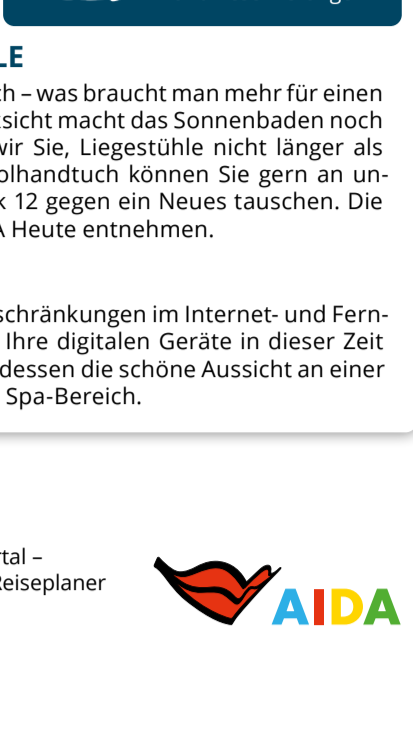 LE
ch – was braucht man mehr für einen
ksicht macht das Sonnenbaden noch
wir Sie, Liegestühle nicht länger als
olhandtuch können Sie gern an un-
k 12 gegen ein Neues tauschen. Die
A Heute entnehmen.
schränkungen im Internet- und Fern-
Ihre digitalen Geräte in dieser Zeit
dessen die schöne Aussicht an einer
Spa-Bereich.
rtal –
Reiseplaner
AIDA